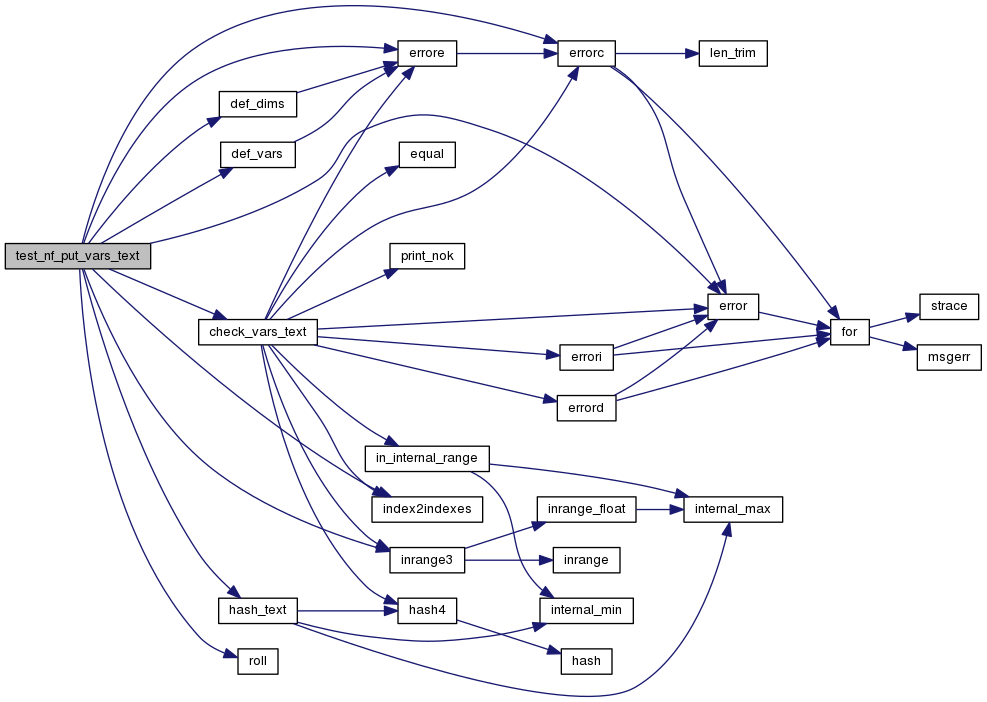 test_nf_put_vars_text
def_dims
def_vars
check_vars_text
hash_text
roll
errore
equal
print_nok
in_internal_range
index2indexes
inrange3
hash4
errorc
errori
errord
inrange_float
inrange
internal_min
hash
len_trim
error
internal_max
for
strace
msgerr